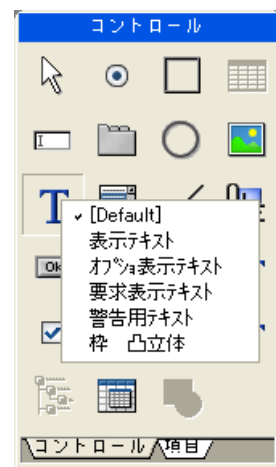 コントロール
I
T
Ok
✓ [Default]
表示テキスト
ｵﾌﾟｼｮﾝ表示ﾃｷｽﾄ
要求表示テキスト
警告用テキスト
枠　凸立体
コントロール 項目